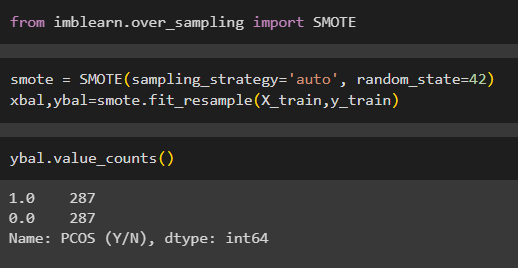 from imblearn.over_sampling import SMOTE
smote = SMOTE(sampling_strategy='auto', random_state=42)
xbal,ybal=smote.fit_resample(X_train,y_train)
ybal.value_counts()
1.0    287
0.0    287
Name: PCOS (Y/N), dtype: int64